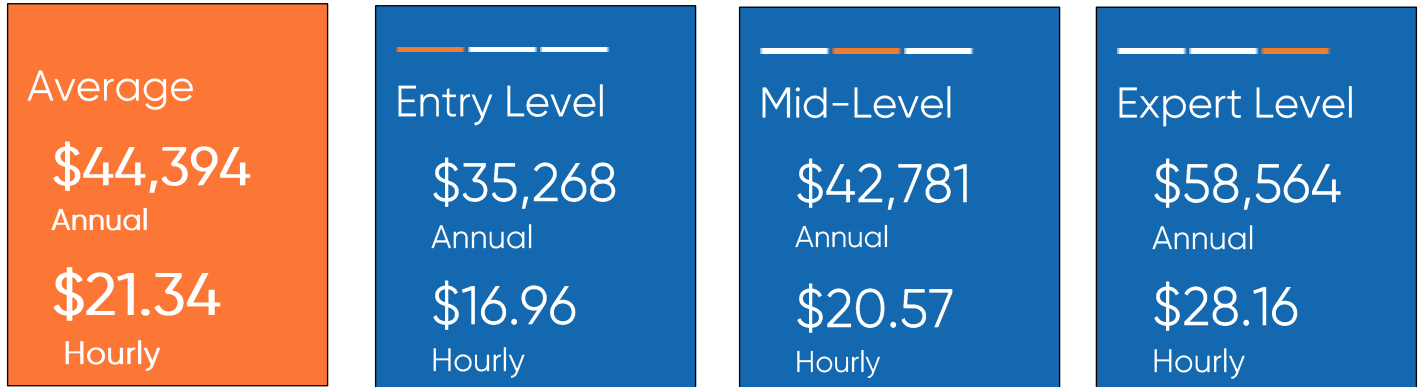 Average
$44,394
Annual
$21.34
Hourly
Entry Level
$35,268
Annual
$16.96
Hourly
Mid-Level
$42,781
Annual
$20.57
Hourly
Expert Level
$58,564
Annual
$28.16
Hourly